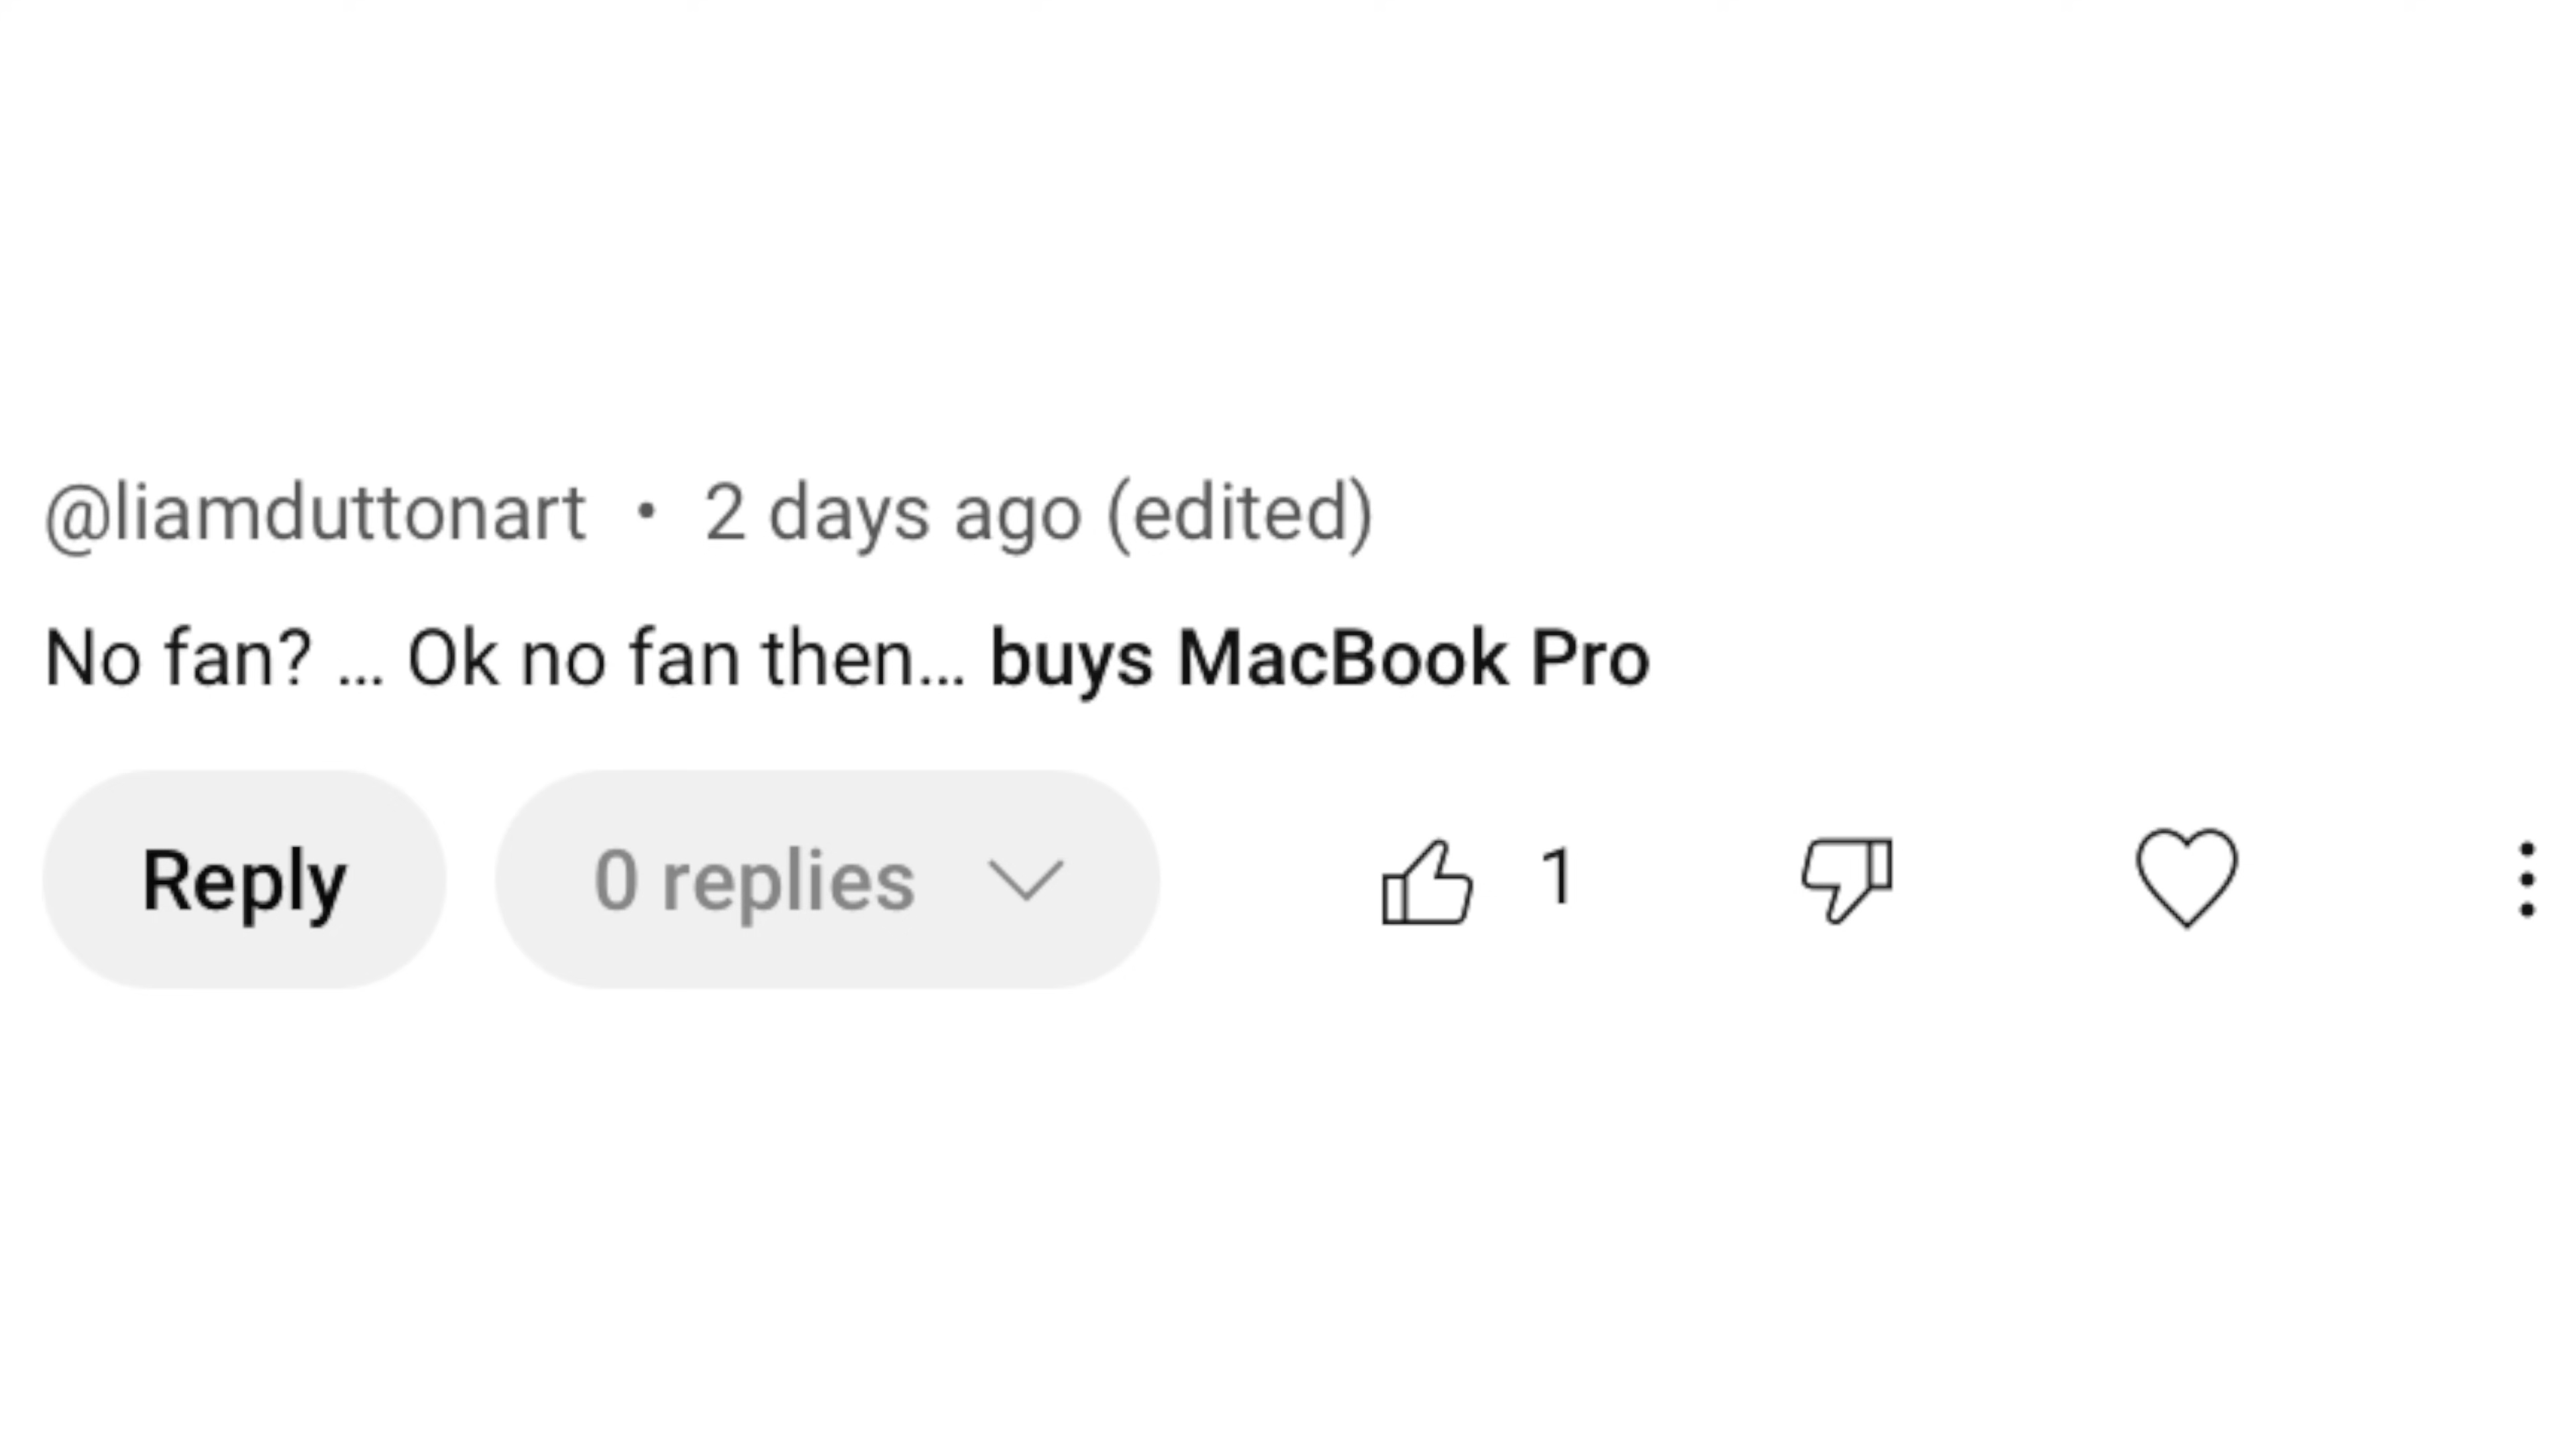 @liamduttonart • 2 days ago (edited)
No fan? … Ok no fan then… buys MacBook Pro
Reply 0 replies 1